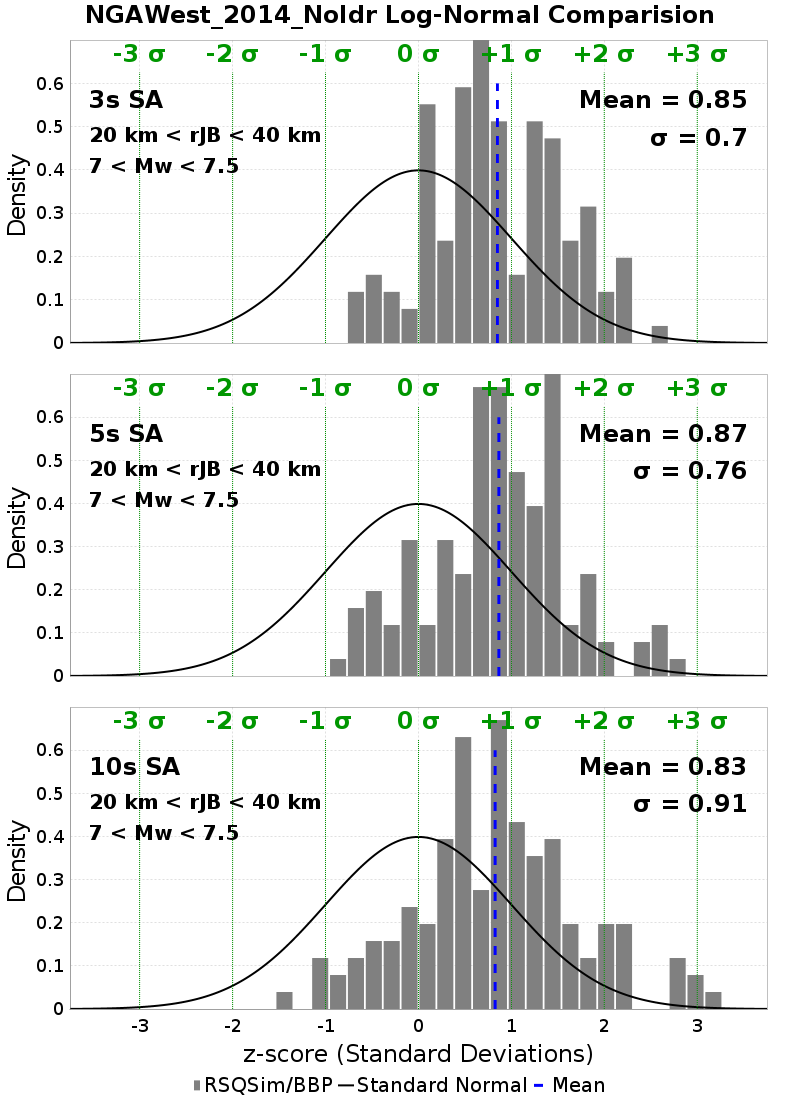 NGAWest_2014_NoIdr Log-Normal Comparision
-3 σ -2 σ -1 σ 0 σ +1 σ +2 σ +3 σ
3s SA
20 km < rJB < 40 km
7 < Mw < 7.5
Mean = 0.85
σ = 0.7
Density
0.6
0.5
0.4
0.3
0.2
0.1
0
-3 σ -2 σ -1 σ 0 σ +1 σ +2 σ +3 σ
5s SA
20 km < rJB < 40 km
7 < Mw < 7.5
Mean = 0.87
σ = 0.76
Density
0.6
0.5
0.4
0.3
0.2
0.1
0
-3 σ -2 σ -1 σ 0 σ +1 σ +2 σ +3 σ
10s SA
20 km < rJB < 40 km
7 < Mw < 7.5
Mean = 0.83
σ = 0.91
Density
0.6
0.5
0.4
0.3
0.2
0.1
0
-3 -2 -1 0 1 2 3
z-score (Standard Deviations)
RSQSim/BBP Standard Normal Mean